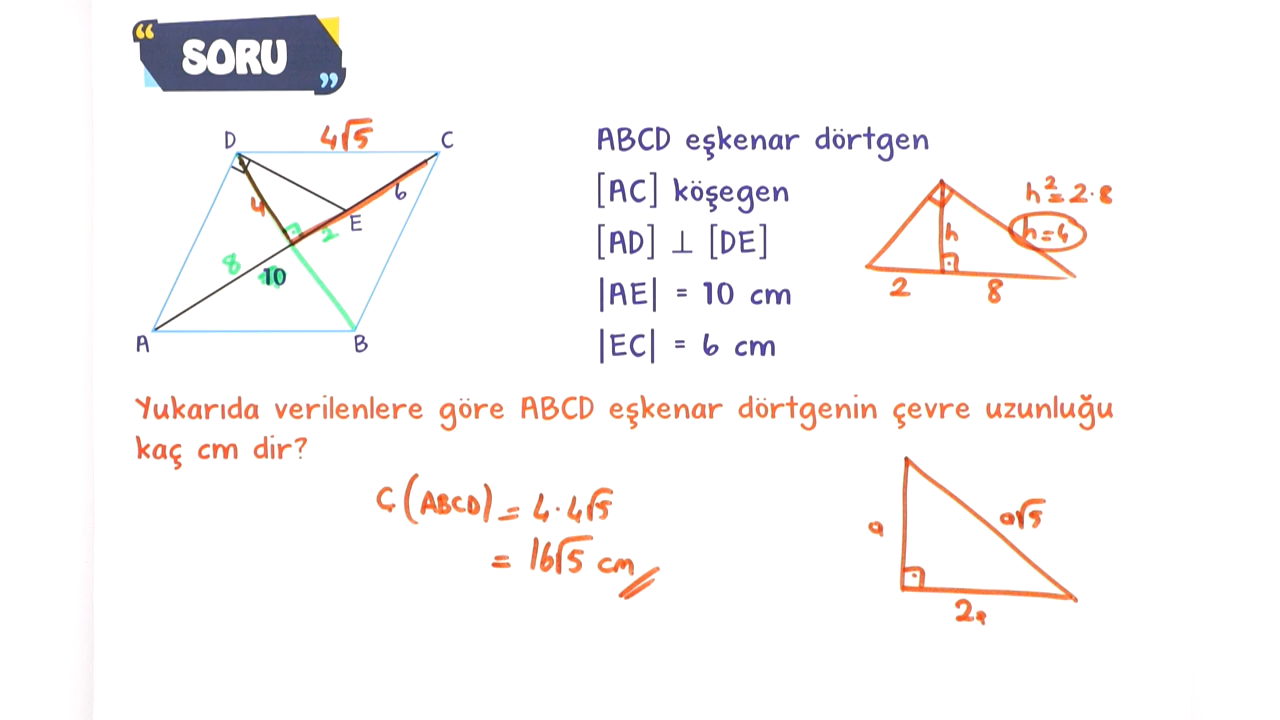 “ SORU ”
D 4√5 C
4 6
E
2
8
10
A B
ABCD eşkenar dörtgen
[AC] köşegen
[AD] ⊥ [DE]
|AE| = 10 cm
|EC| = 6 cm
h² = 2·8
h = 4
h
2 8
Yukarıda verilenlere göre ABCD eşkenar dörtgenin çevre uzunluğu
kaç cm dir?
Ç(ABCD) = 4·4√5
= 16√5 cm
a a√5
2a